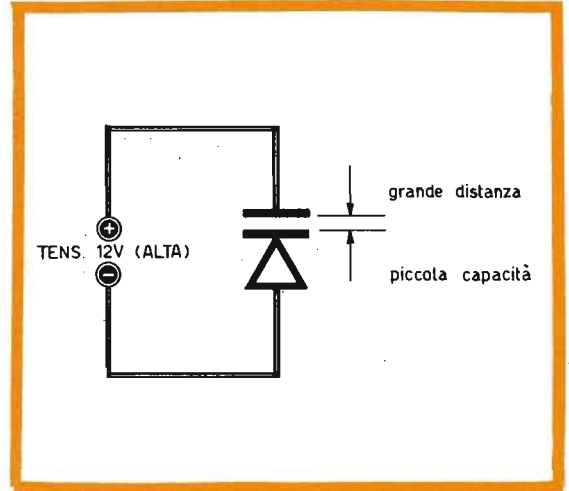 grande distanza
+
TENS. 12V (ALTA)
-
piccola capacità